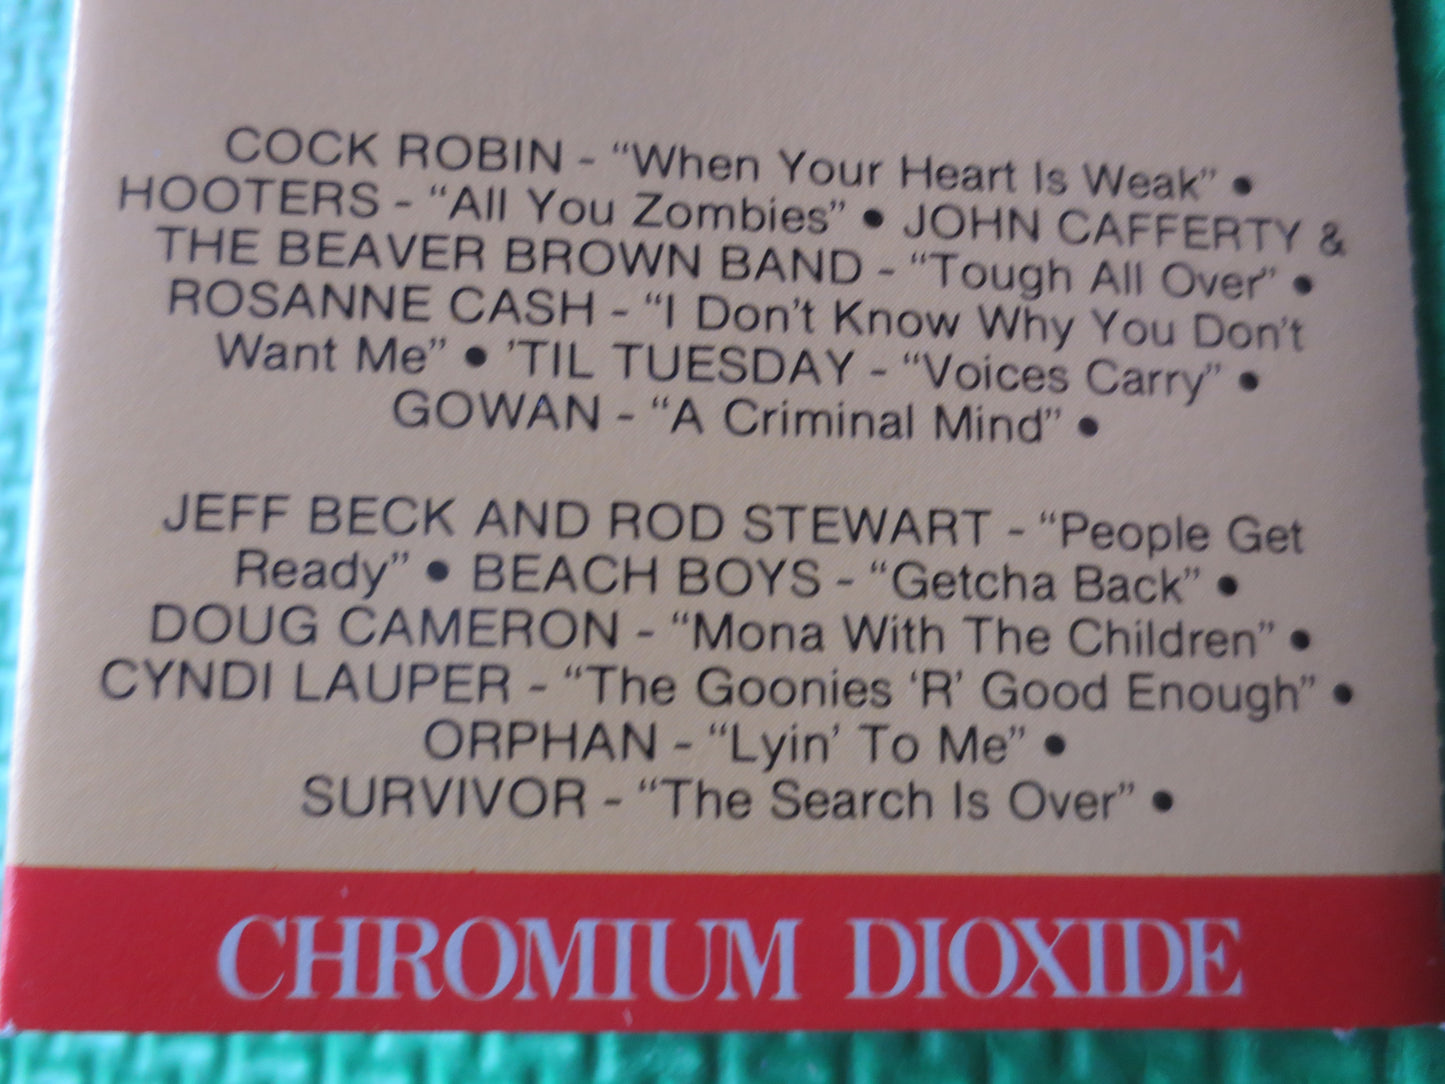 COCK ROBIN - “When Your Heart Is Weak” •
HOOTERS - “All You Zombies” • JOHN CAFFERTY &
THE BEAVER BROWN BAND - “Tough All Over” •
ROSANNE CASH - “I Don’t Know Why You Don’t
Want Me” • ’TIL TUESDAY - “Voices Carry” •
GOWAN - “A Criminal Mind” •
JEFF BECK AND ROD STEWART - “People Get
Ready” • BEACH BOYS - “Getcha Back” •
DOUG CAMERON - “Mona With The Children” •
CYNDI LAUPER - “The Goonies ‘R’ Good Enough” •
ORPHAN - “Lyin’ To Me” •
SURVIVOR - “The Search Is Over” •
CHROMIUM DIOXIDE